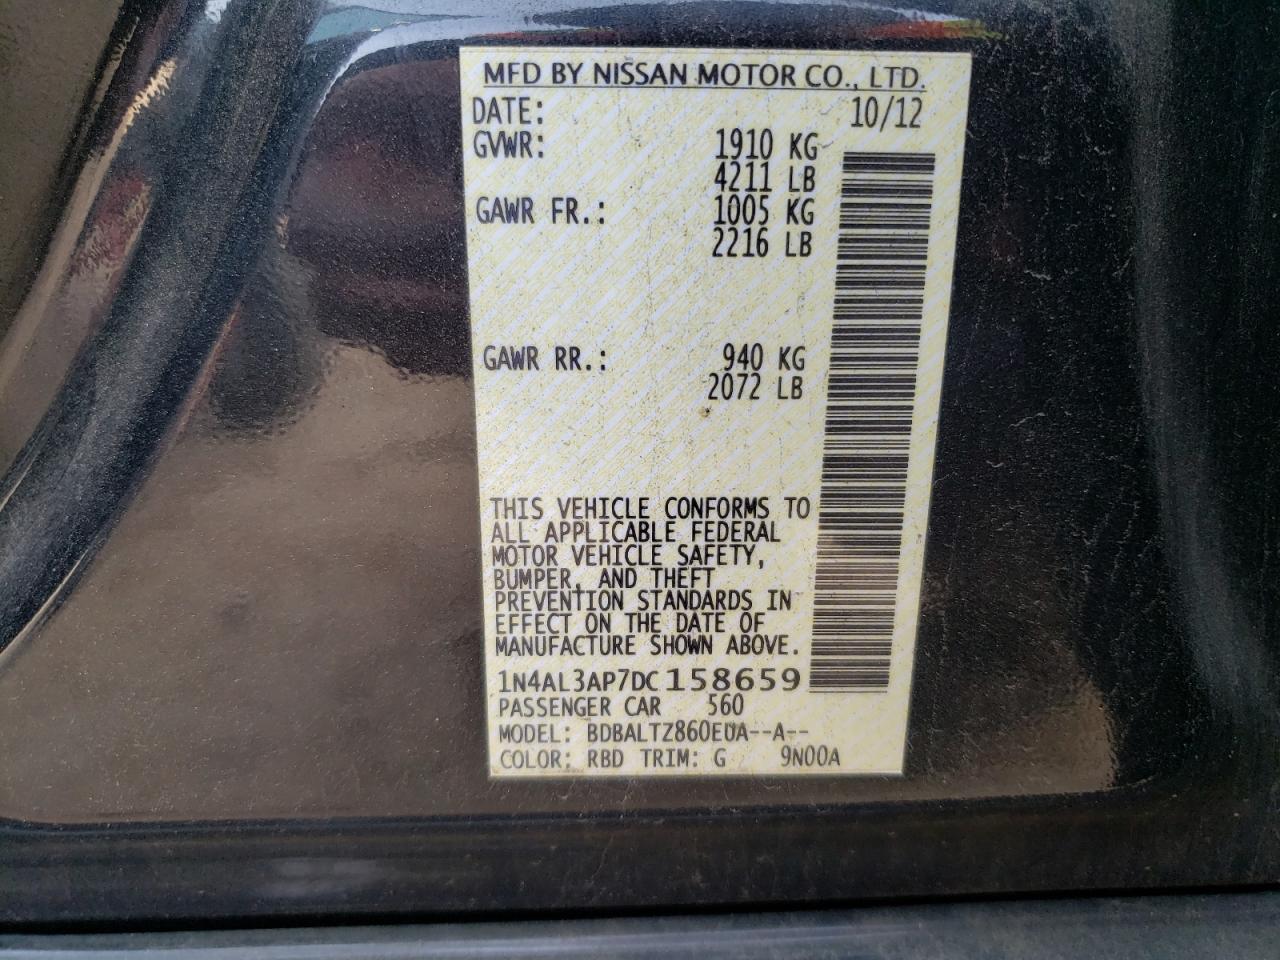 MFD BY NISSAN MOTOR CO., LTD.
DATE: 10/12
GVWR: 1910 KG
4211 LB
GAWR FR.: 1005 KG
2216 LB
GAWR RR.: 940 KG
2072 LB
THIS VEHICLE CONFORMS TO
ALL APPLICABLE FEDERAL
MOTOR VEHICLE SAFETY,
BUMPER, AND THEFT
PREVENTION STANDARDS IN
EFFECT ON THE DATE OF
MANUFACTURE SHOWN ABOVE.
1N4AL3AP7DC158659
PASSENGER CAR 560
MODEL: BDBALTZ860EUA--A--
COLOR: RBD TRIM: G 9N00A